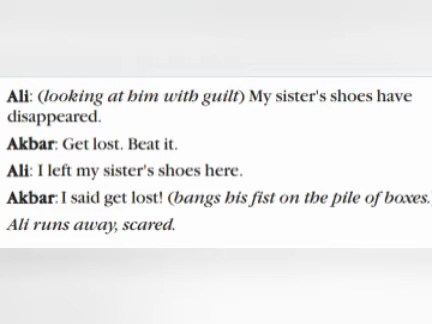 Ali: (looking at him with guilt) My sister's shoes have
disappeared.
Akbar: Get lost. Beat it.
Ali: I left my sister's shoes here.
Akbar: I said get lost! (bangs his fist on the pile of boxes.
Ali runs away, scared.